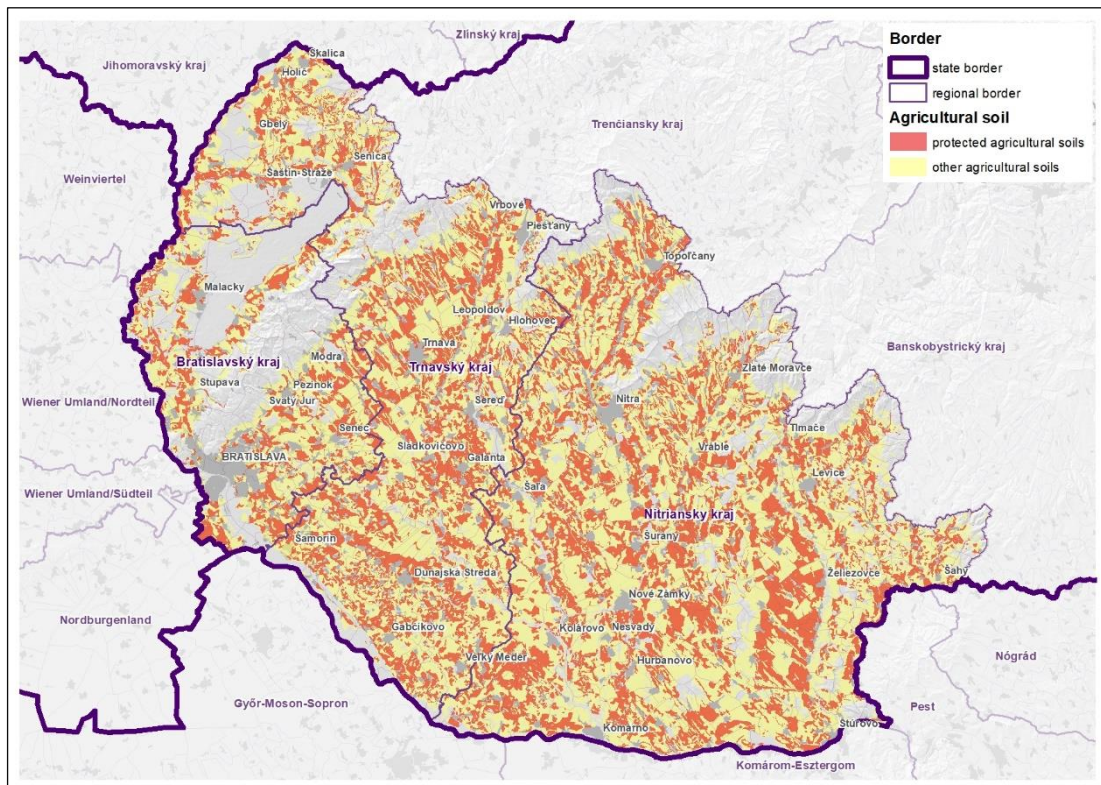 Border
state border
regional border
Agricultural soil
protected agricultural soils
other agricultural soils
Zlínský kraj
Jihomoravský kraj
Skalica
Holíč
Trenčiansky kraj
Gbely
Senica
Weinviertel
Šaštín-Stráže
Vrbové
Piešťany
Topoľčany
Malacky
Leopoldov
Hlohovec
Trnava
Banskobystrický kraj
Modra
Bratislavský kraj
Trnavský kraj
Zlaté Moravce
Stupava
Pezinok
Wiener Umland/Nordteil
Svätý Jur
Sereď
Nitra
Senec
Tlmače
Sládkovičovo
Vráble
BRATISLAVA
Galanta
Levice
Šaľa
Wiener Umland/Südteil
Nitriansky kraj
Šurany
Šamorín
Dunajská Streda
Želiezovce
Šahy
Nové Zámky
Nordburgenland
Gabčíkovo
Kolárovo
Nesvady
Veľký Meder
Hurbanovo
Nógrád
Győr-Moson-Sopron
Pest
Štúrovo
Komárno
Komárom-Esztergom